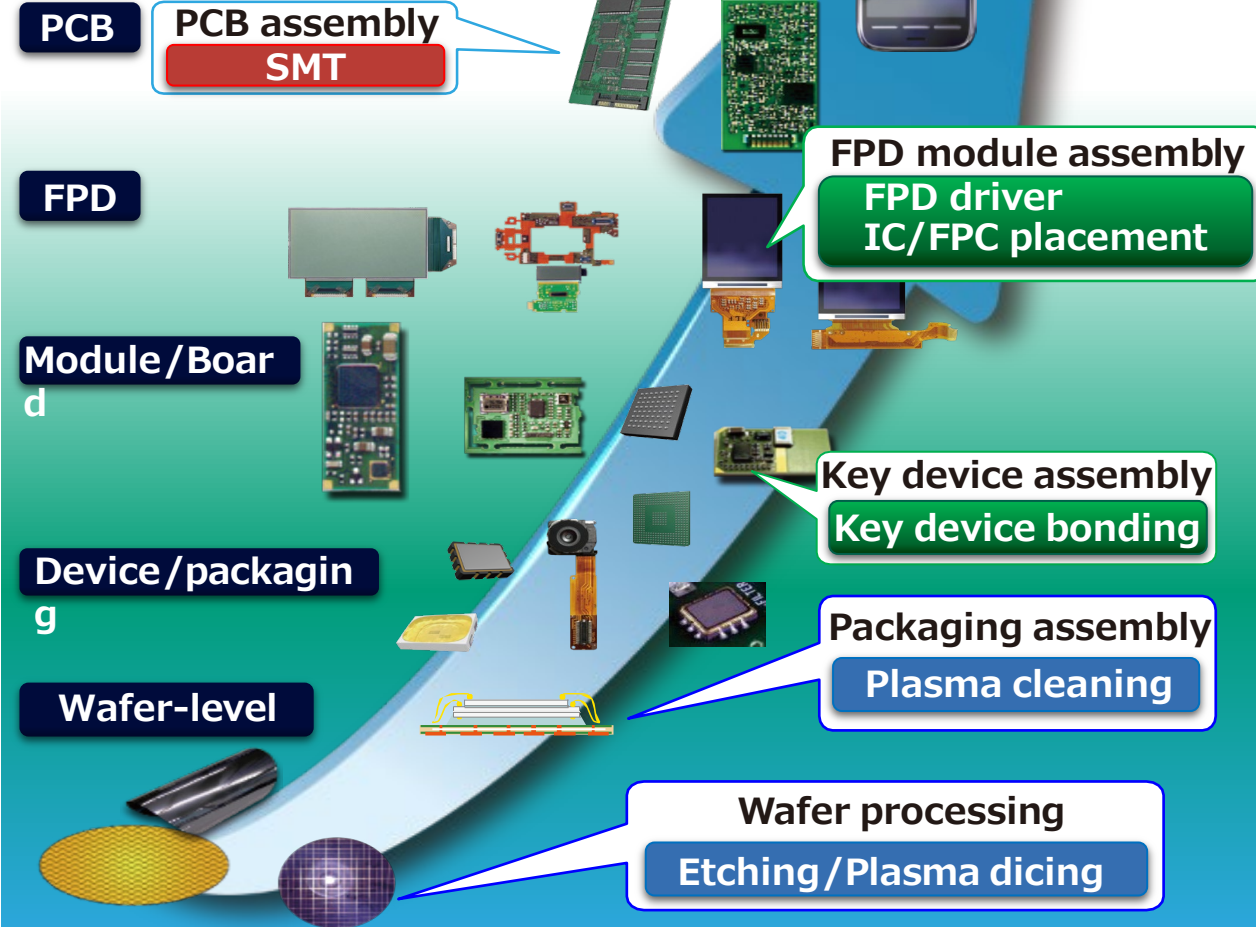 PCB
PCB assembly
SMT
FPD
FPD module assembly
FPD driver
IC/FPC placement
Module/Boar
d
Key device assembly
Key device bonding
Device/packagin
g
FILTER
Packaging assembly
Plasma cleaning
Wafer-level
Wafer processing
Etching/Plasma dicing